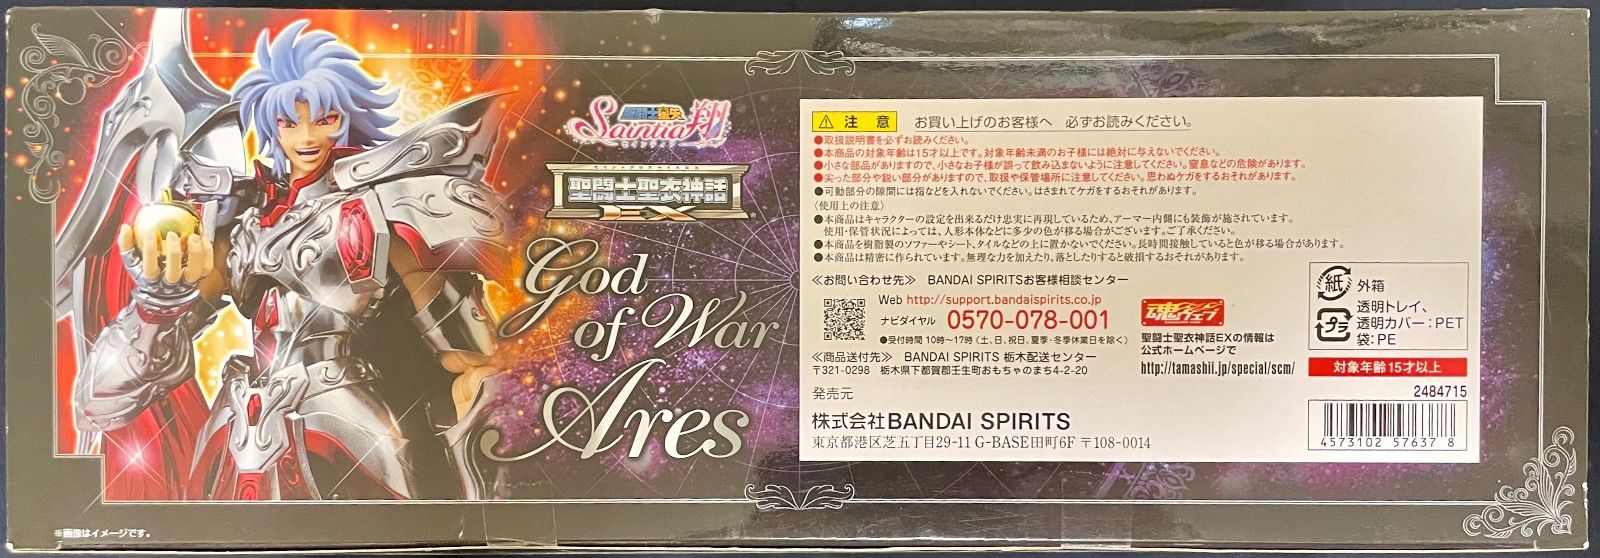 聖闘士星矢
Saintia翔
セインティア
セイントクロスマイスEX
聖闘士聖衣神話
EX
God
of War
Ares
※画像はイメージです。
注意 お買い上げのお客様へ 必ずお読みください。
●取扱説明書を必ずお読みください。
●本商品の対象年齢は15才以上です。対象年齢未満のお子様には絶対に与えないでください。
●小さな部品がありますので、小さなお子様が誤って飲み込まないように注意してください。窒息などの危険があります。
●尖った部分や鋭い部分がありますので、取扱や保管場所に注意してください。思わぬケガをするおそれがあります。
●可動部分の隙間には指などを入れないでください。はさまれてケガをするおそれがあります。
〈使用上の注意〉
●本商品はキャラクターの設定を出来るだけ忠実に再現しているため、アーマー内側にも装飾が施されています。
使用・保管状況によっては、人形本体などに多少の色が移る場合がございます。ご了承ください。
●本商品を樹脂製のソファーやシート、タイルなどの上に置かないでください。長時間接触していると色が移る場合があります。
●本商品は精密に作られています。無理な力を加えたり、落としたりすると破損するおそれがあります。
≪お問い合わせ先≫ BANDAI SPIRITSお客様相談センター
Web http://support.bandaispirits.co.jp
ナビダイヤル 0570-078-001
●受付時間 10時〜17時 (土、日、祝日、夏季・冬季休業日を除く)
≪商品送付先≫ BANDAI SPIRITS 栃木配送センター
〒321-0298 栃木県下都賀郡壬生町おもちゃのまち4-2-20
発売元
株式会社BANDAI SPIRITS
東京都港区芝五丁目29-11 G-BASE田町6F 〒108-0014
魂ウェブ
聖闘士聖衣神話EXの情報は
公式ホームページで
http://tamashii.jp/special/scm/
紙 外箱
プラ 透明トレイ、
透明カバー：PET
袋：PE
対象年齢15才以上
2484715
4573102 57637 8